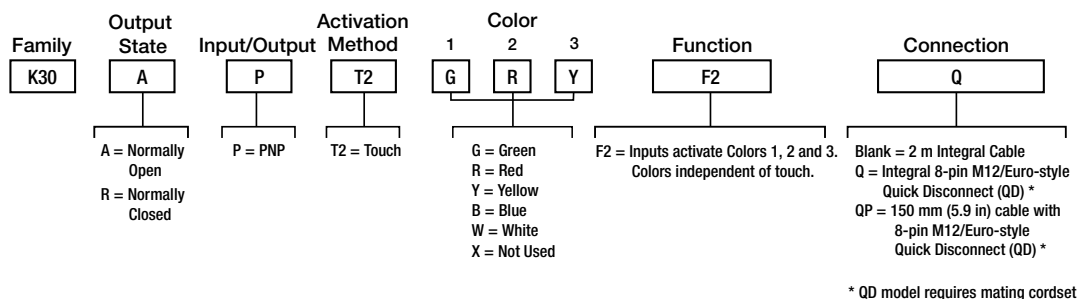 Family
Output
State
Input/Output
Activation
Method
Color
1 2 3
Function
Connection
K30 A P T2 G R Y F2 Q
A = Normally
Open
R = Normally
Closed
P = PNP
T2 = Touch
G = Green
R = Red
Y = Yellow
B = Blue
W = White
X = Not Used
F2 = Inputs activate Colors 1, 2 and 3.
Colors independent of touch.
Blank = 2 m Integral Cable
Q = Integral 8-pin M12/Euro-style
Quick Disconnect (QD) *
QP = 150 mm (5.9 in) cable with
8-pin M12/Euro-style
Quick Disconnect (QD) *
* QD model requires mating cordset